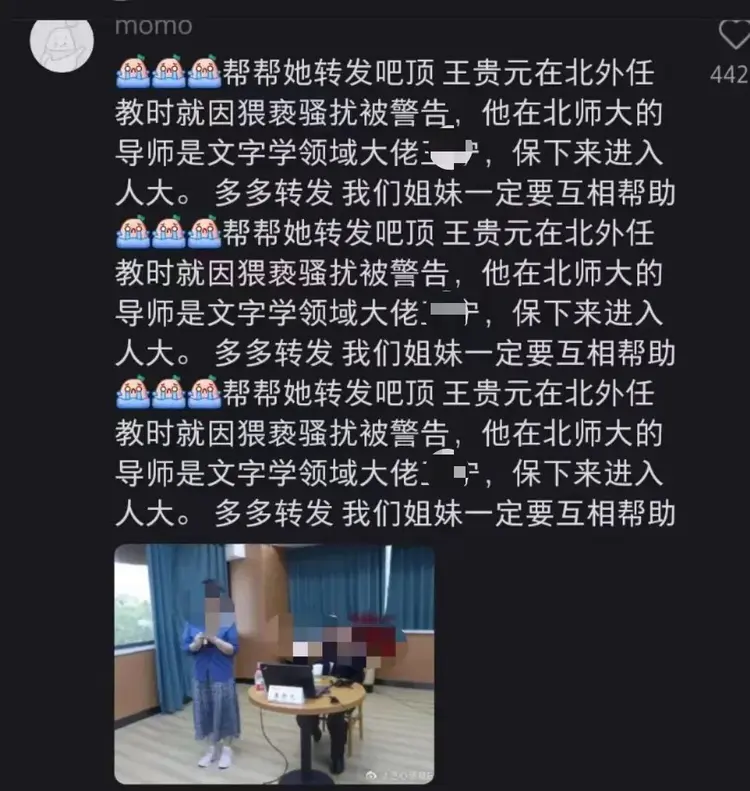 momo
帮帮她转发吧顶 王贵元在北外任
442
教时就因猥亵骚扰被警告，他在北师大的
导师是文字学领域大佬，保下来进入
人大。 多多转发 我们姐妹一定要互相帮助
帮帮她转发吧顶 王贵元在北外任
教时就因猥亵骚扰被警告，他在北师大的
导师是文字学领域大佬，保下来进入
人大。 多多转发 我们姐妹一定要互相帮助
帮帮她转发吧顶 王贵元在北外任
教时就因猥亵骚扰被警告，他在北师大的
导师是文字学领域大佬，保下来进入
人大。 多多转发 我们姐妹一定要互相帮助